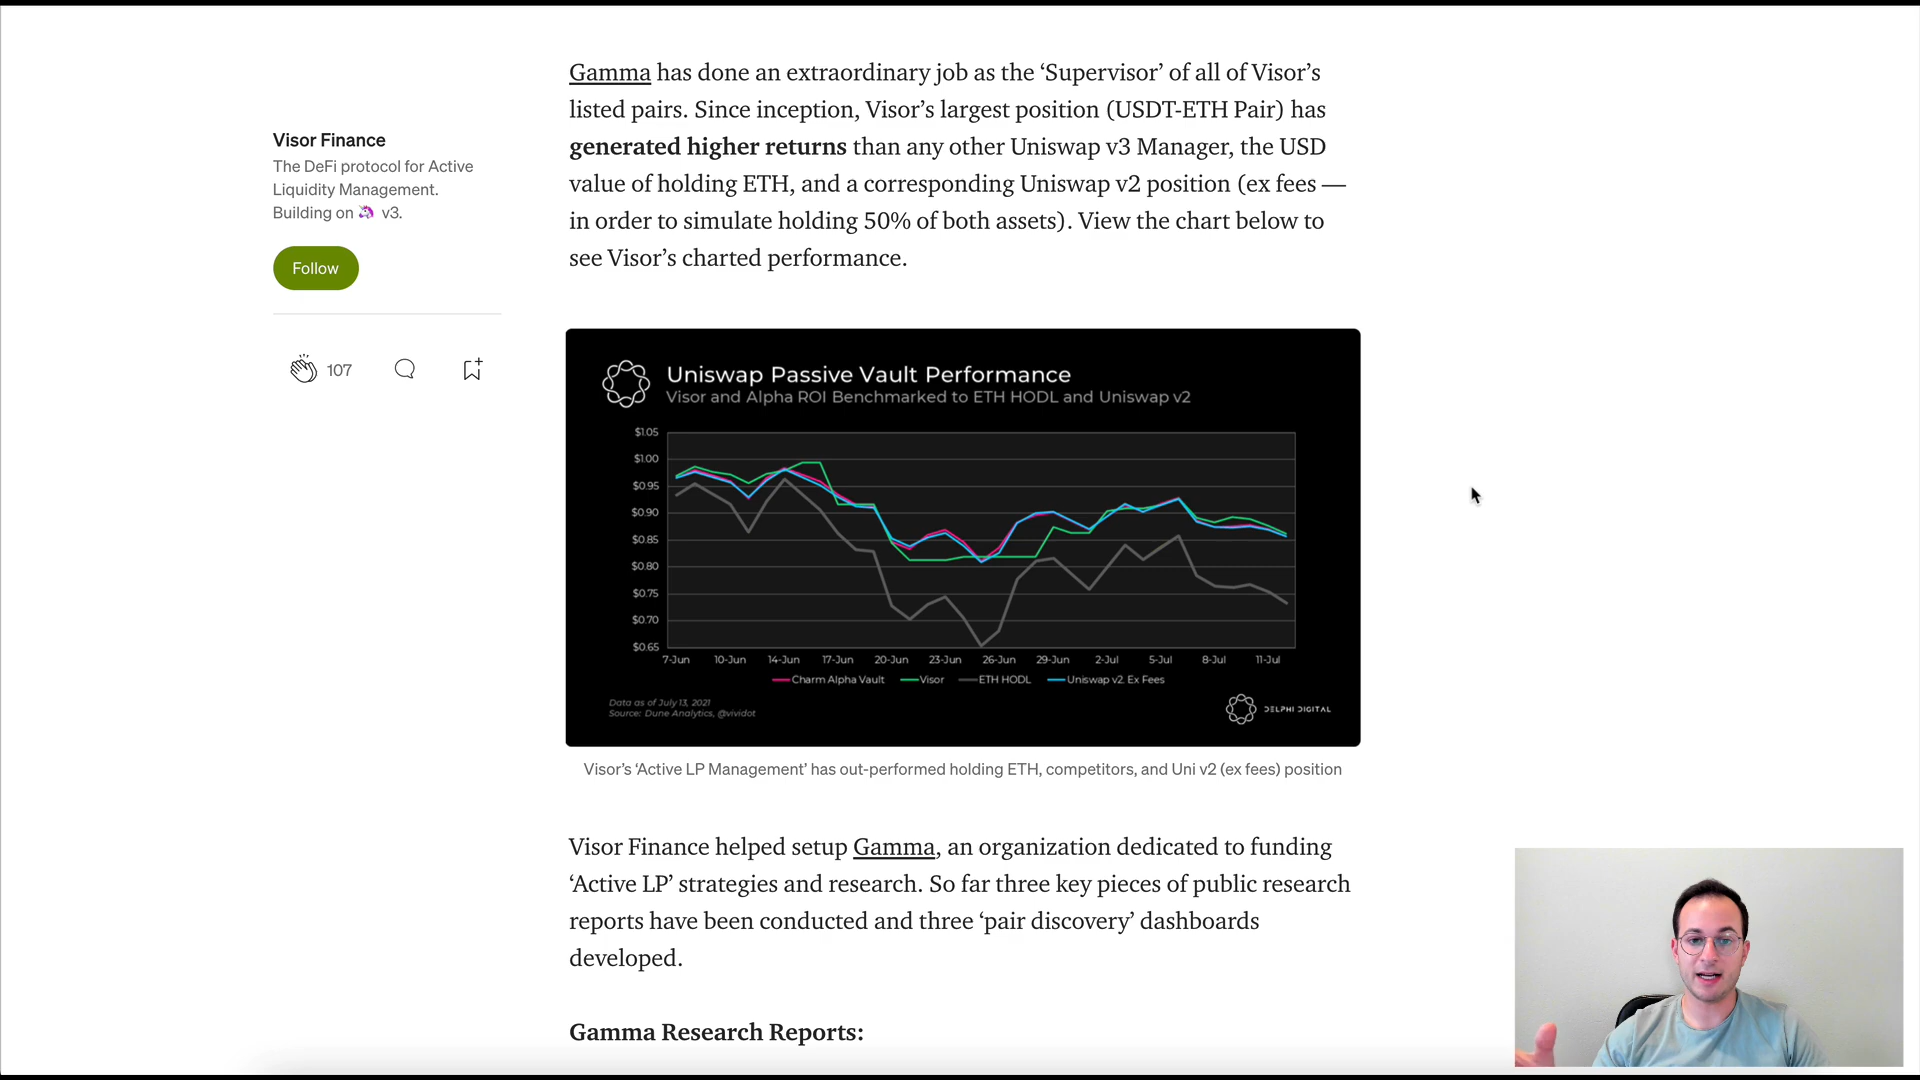 Gamma has done an extraordinary job as the ‘Supervisor’ of all of Visor’s
listed pairs. Since inception, Visor’s largest position (USDT-ETH Pair) has
generated higher returns than any other Uniswap v3 Manager, the USD
value of holding ETH, and a corresponding Uniswap v2 position (ex fees —
in order to simulate holding 50% of both assets). View the chart below to
see Visor’s charted performance.
Visor Finance
The DeFi protocol for Active
Liquidity Management.
Building on 🦄 v3.
Follow
107
Uniswap Passive Vault Performance
Visor and Alpha ROI Benchmarked to ETH HODL and Uniswap v2
$1.05
$1.00
$0.95
$0.90
$0.85
$0.80
$0.75
$0.70
$0.65
7-Jun 10-Jun 14-Jun 17-Jun 20-Jun 23-Jun 26-Jun 29-Jun 2-Jul 5-Jul 8-Jul 11-Jul
Charm Alpha Vault Visor ETH HODL Uniswap v2 Ex Fees
Data as of July 13, 2021
Source: Dune Analytics, @vividot
DELPHI DIGITAL
Visor’s ‘Active LP Management’ has out-performed holding ETH, competitors, and Uni v2 (ex fees) position
Visor Finance helped setup Gamma, an organization dedicated to funding
‘Active LP’ strategies and research. So far three key pieces of public research
reports have been conducted and three ‘pair discovery’ dashboards
developed.
Gamma Research Reports: